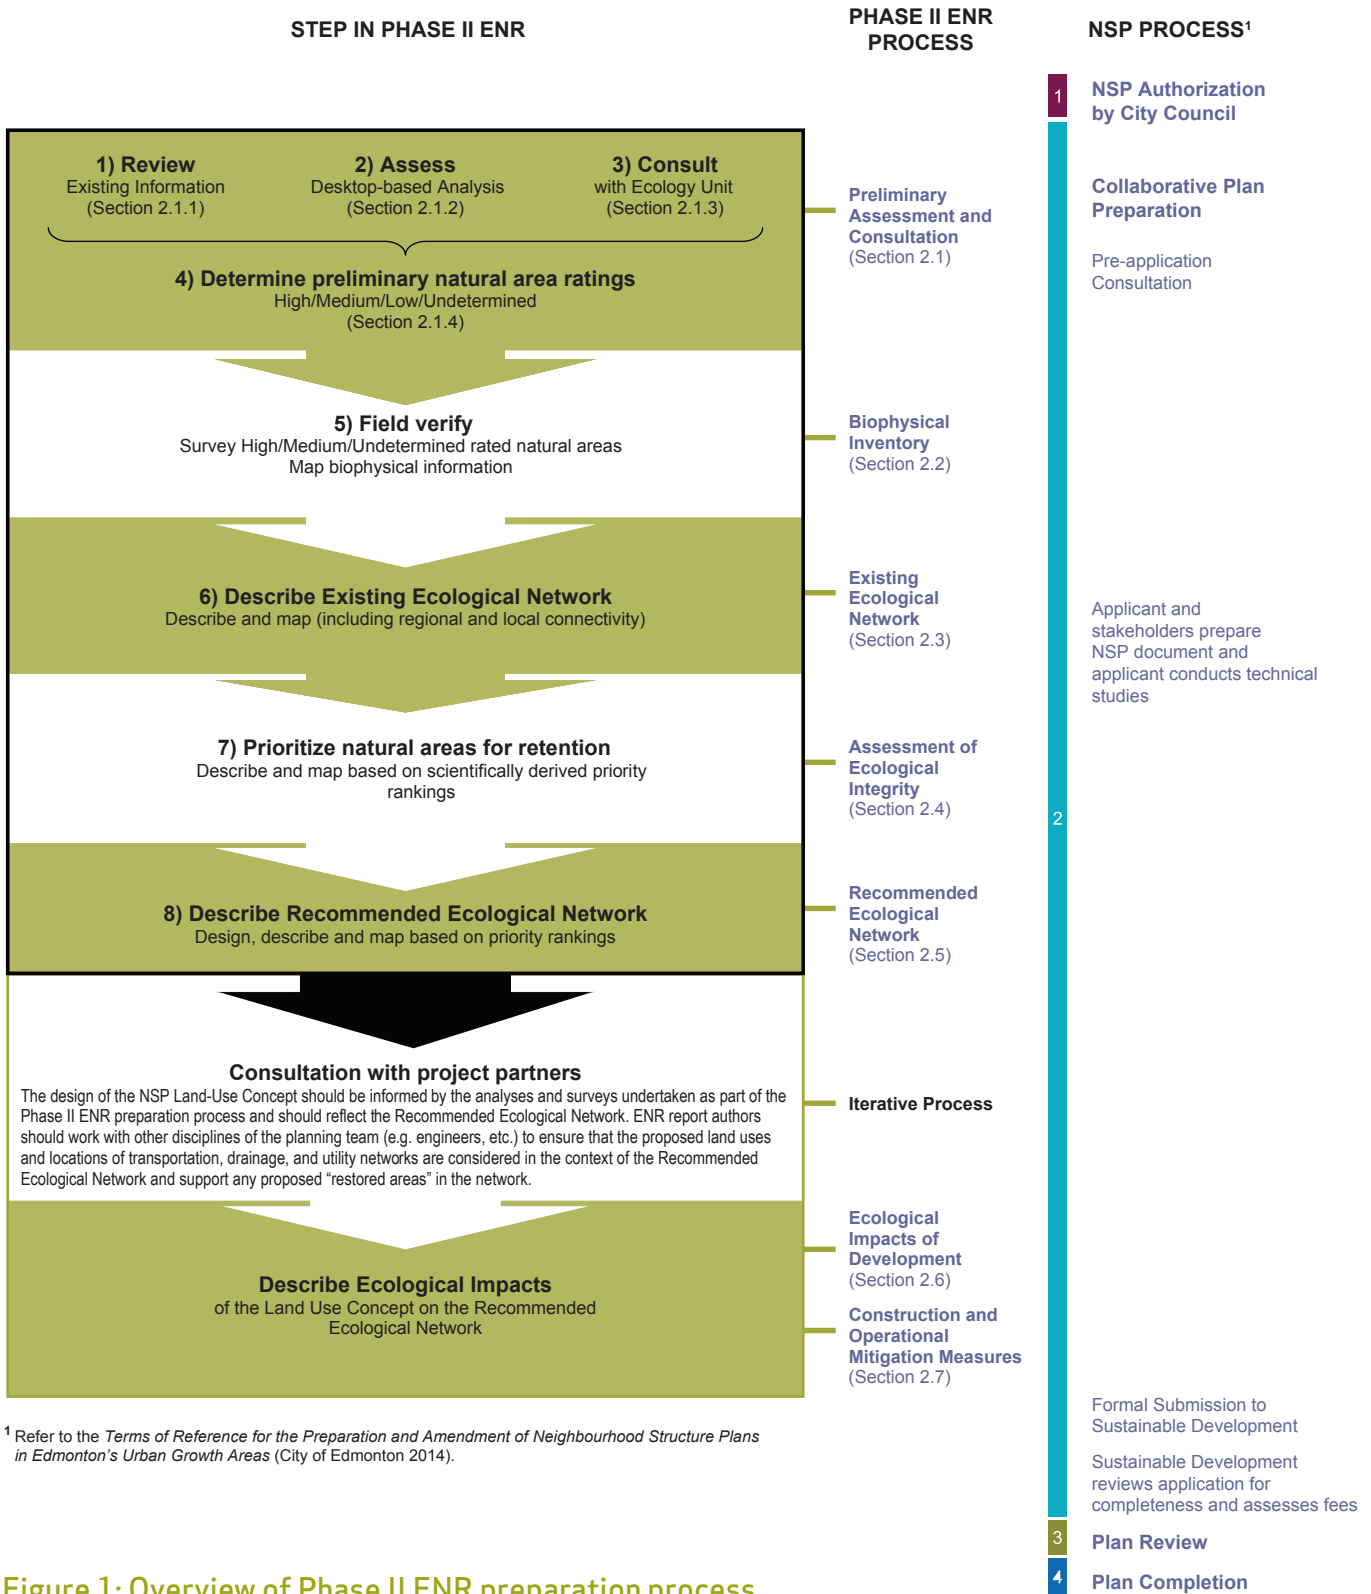 STEP IN PHASE II ENR
PHASE II ENR
PROCESS
NSP PROCESS¹
1
NSP Authorization
by City Council
1) Review
Existing Information
(Section 2.1.1)
2) Assess
Desktop-based Analysis
(Section 2.1.2)
3) Consult
with Ecology Unit
(Section 2.1.3)
4) Determine preliminary natural area ratings
High/Medium/Low/Undetermined
(Section 2.1.4)
Preliminary
Assessment and
Consultation
(Section 2.1)
Collaborative Plan
Preparation
Pre-application
Consultation
5) Field verify
Survey High/Medium/Undetermined rated natural areas
Map biophysical information
Biophysical
Inventory
(Section 2.2)
6) Describe Existing Ecological Network
Describe and map (including regional and local connectivity)
Existing
Ecological
Network
(Section 2.3)
Applicant and
stakeholders prepare
NSP document and
applicant conducts technical
studies
7) Prioritize natural areas for retention
Describe and map based on scientifically derived priority
rankings
Assessment of
Ecological
Integrity
(Section 2.4)
2
8) Describe Recommended Ecological Network
Design, describe and map based on priority rankings
Recommended
Ecological
Network
(Section 2.5)
Consultation with project partners
The design of the NSP Land-Use Concept should be informed by the analyses and surveys undertaken as part of the
Phase II ENR preparation process and should reflect the Recommended Ecological Network. ENR report authors
should work with other disciplines of the planning team (e.g. engineers, etc.) to ensure that the proposed land uses
and locations of transportation, drainage, and utility networks are considered in the context of the Recommended
Ecological Network and support any proposed “restored areas” in the network.
Iterative Process
Describe Ecological Impacts
of the Land Use Concept on the Recommended
Ecological Network
Ecological
Impacts of
Development
(Section 2.6)
Construction and
Operational
Mitigation Measures
(Section 2.7)
Formal Submission to
Sustainable Development
Sustainable Development
reviews application for
completeness and assesses fees
3
Plan Review
4
Plan Completion
¹ Refer to the Terms of Reference for the Preparation and Amendment of Neighbourhood Structure Plans
in Edmonton’s Urban Growth Areas (City of Edmonton 2014).
Figure 1: Overview of Phase II ENR preparation process